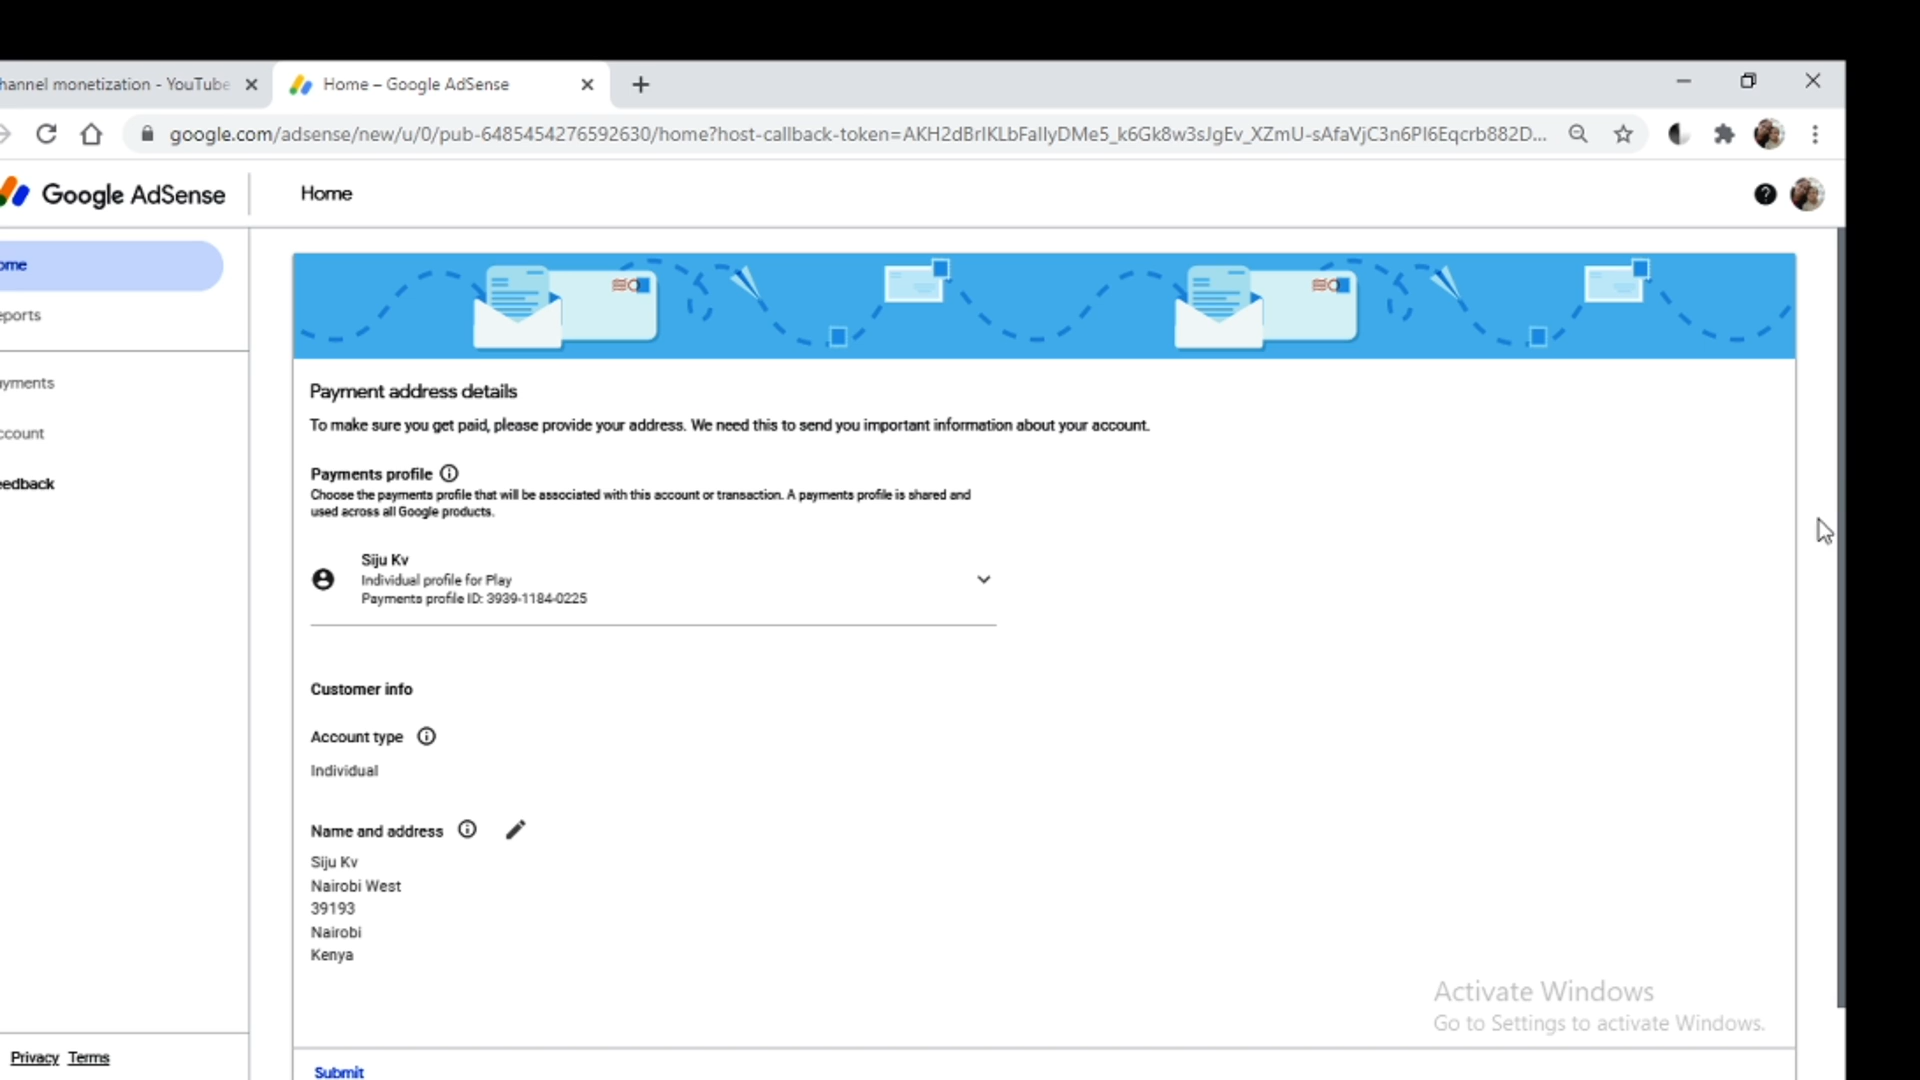 hannel monetization - YouTube
Home – Google AdSense
google.com/adsense/new/u/0/pub-6485454276592630/home?host-callback-token=
Google AdSense
Home
ome
eports
ayments
ccount
eedback
Payment address details
To make sure you get paid, please provide your address. We need this to send you important information about your account.
Payments profile
Choose the payments profile that will be associated with this account or transaction. A payments profile is shared and
used across all Google products.
Siju Kv
Individual profile for Play
Payments profile ID: 3939-1184-0225
Customer info
Account type
Individual
Name and address
Siju Kv
Nairobi West
39193
Nairobi
Kenya
Activate Windows
Go to Settings to activate Windows.
Privacy Terms
Submit